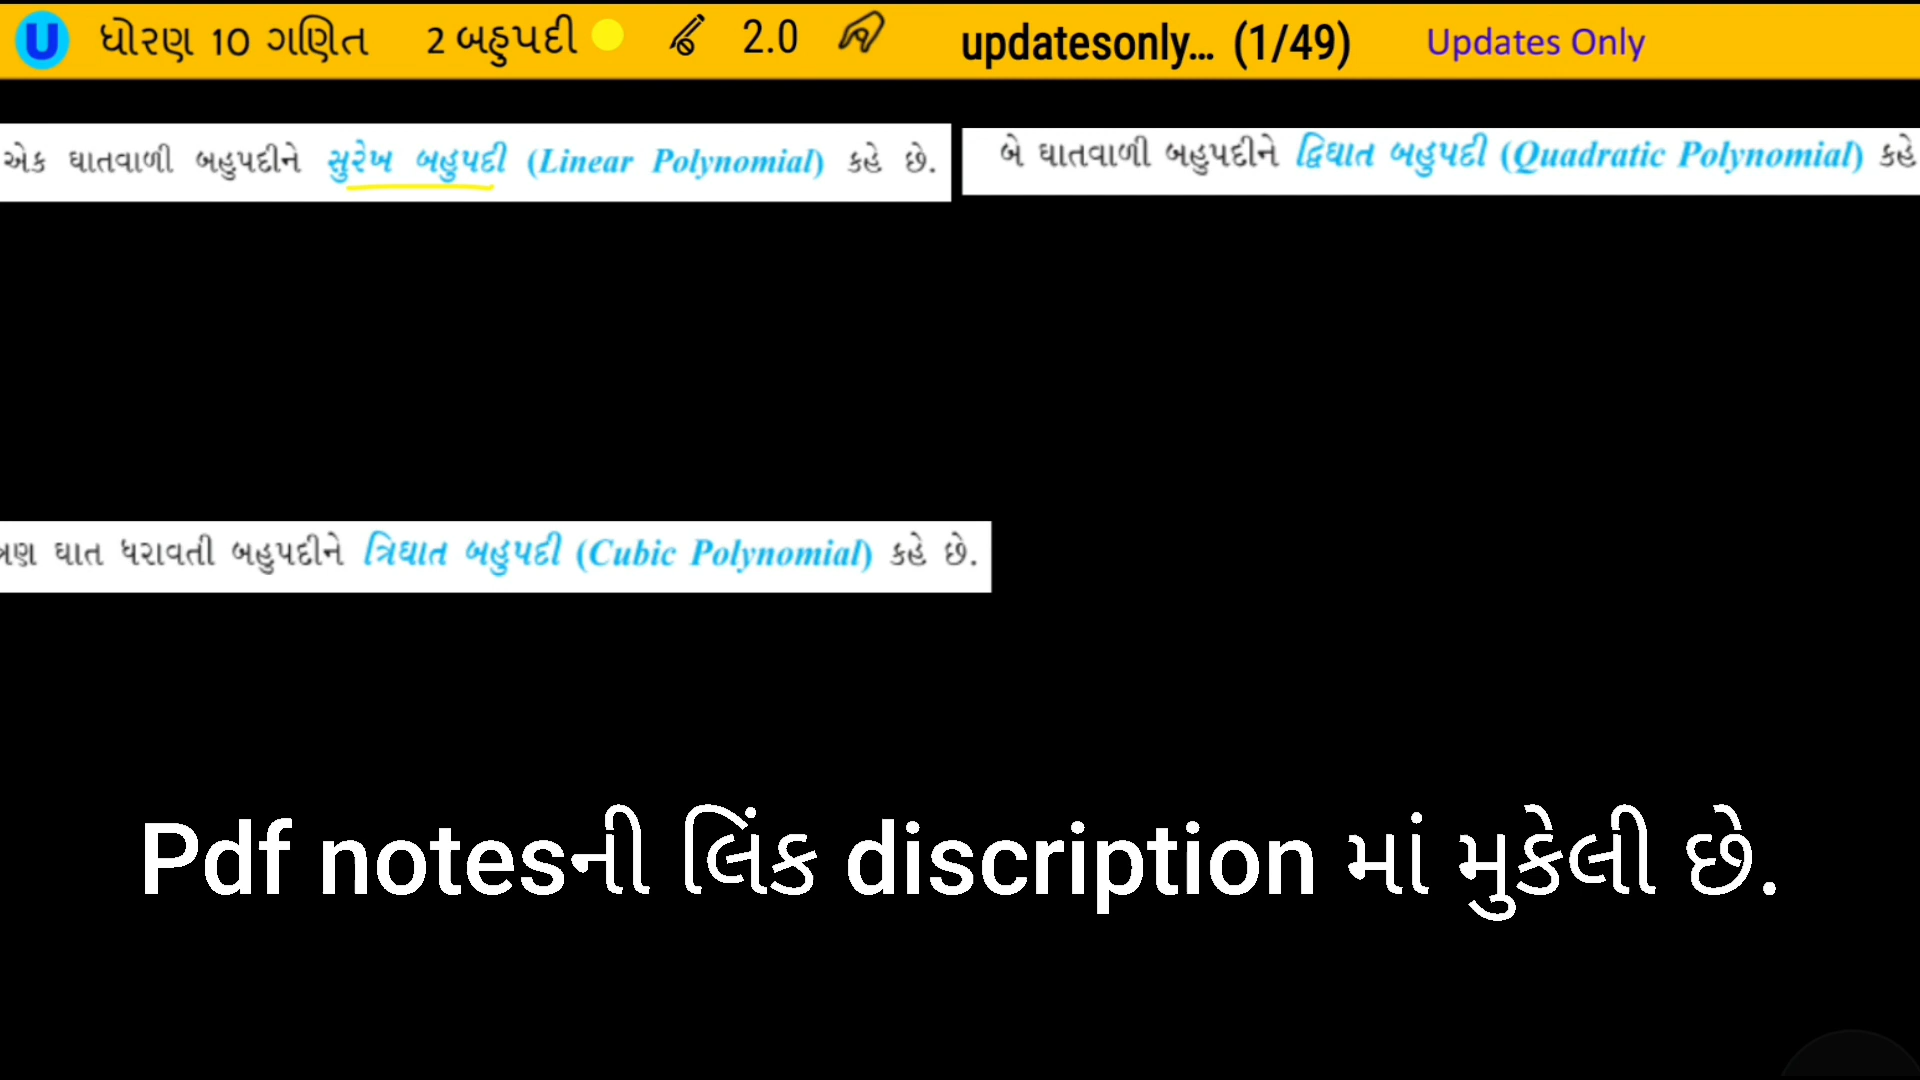 U ધોરણ 10 ગણિત 2 બહુપદી 2.0 updatesonly... (1/49) Updates Only
એક ઘાતવાળી બહુપદીને સુરેખ બહુપદી (Linear Polynomial) કહે છે.
બે ઘાતવાળી બહુપદીને દ્વિઘાત બહુપદી (Quadratic Polynomial) કહે
ઘાત ધરાવતી બહુપદીને ત્રિઘાત બહુપદી (Cubic Polynomial) કહે છે.
Pdf notesની લિંક discription માં મુકેલી છે.